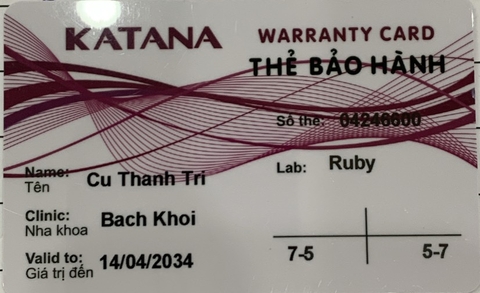 KATANA
WARRANTY CARD
THẺ BẢO HÀNH
Số thẻ: 04246600
Name: Cu Thanh Tri
Tên
Lab: Ruby
Clinic: Bach Khoi
Nha khoa
Valid to: 14/04/2034
Giá trị đến
7-5 5-7